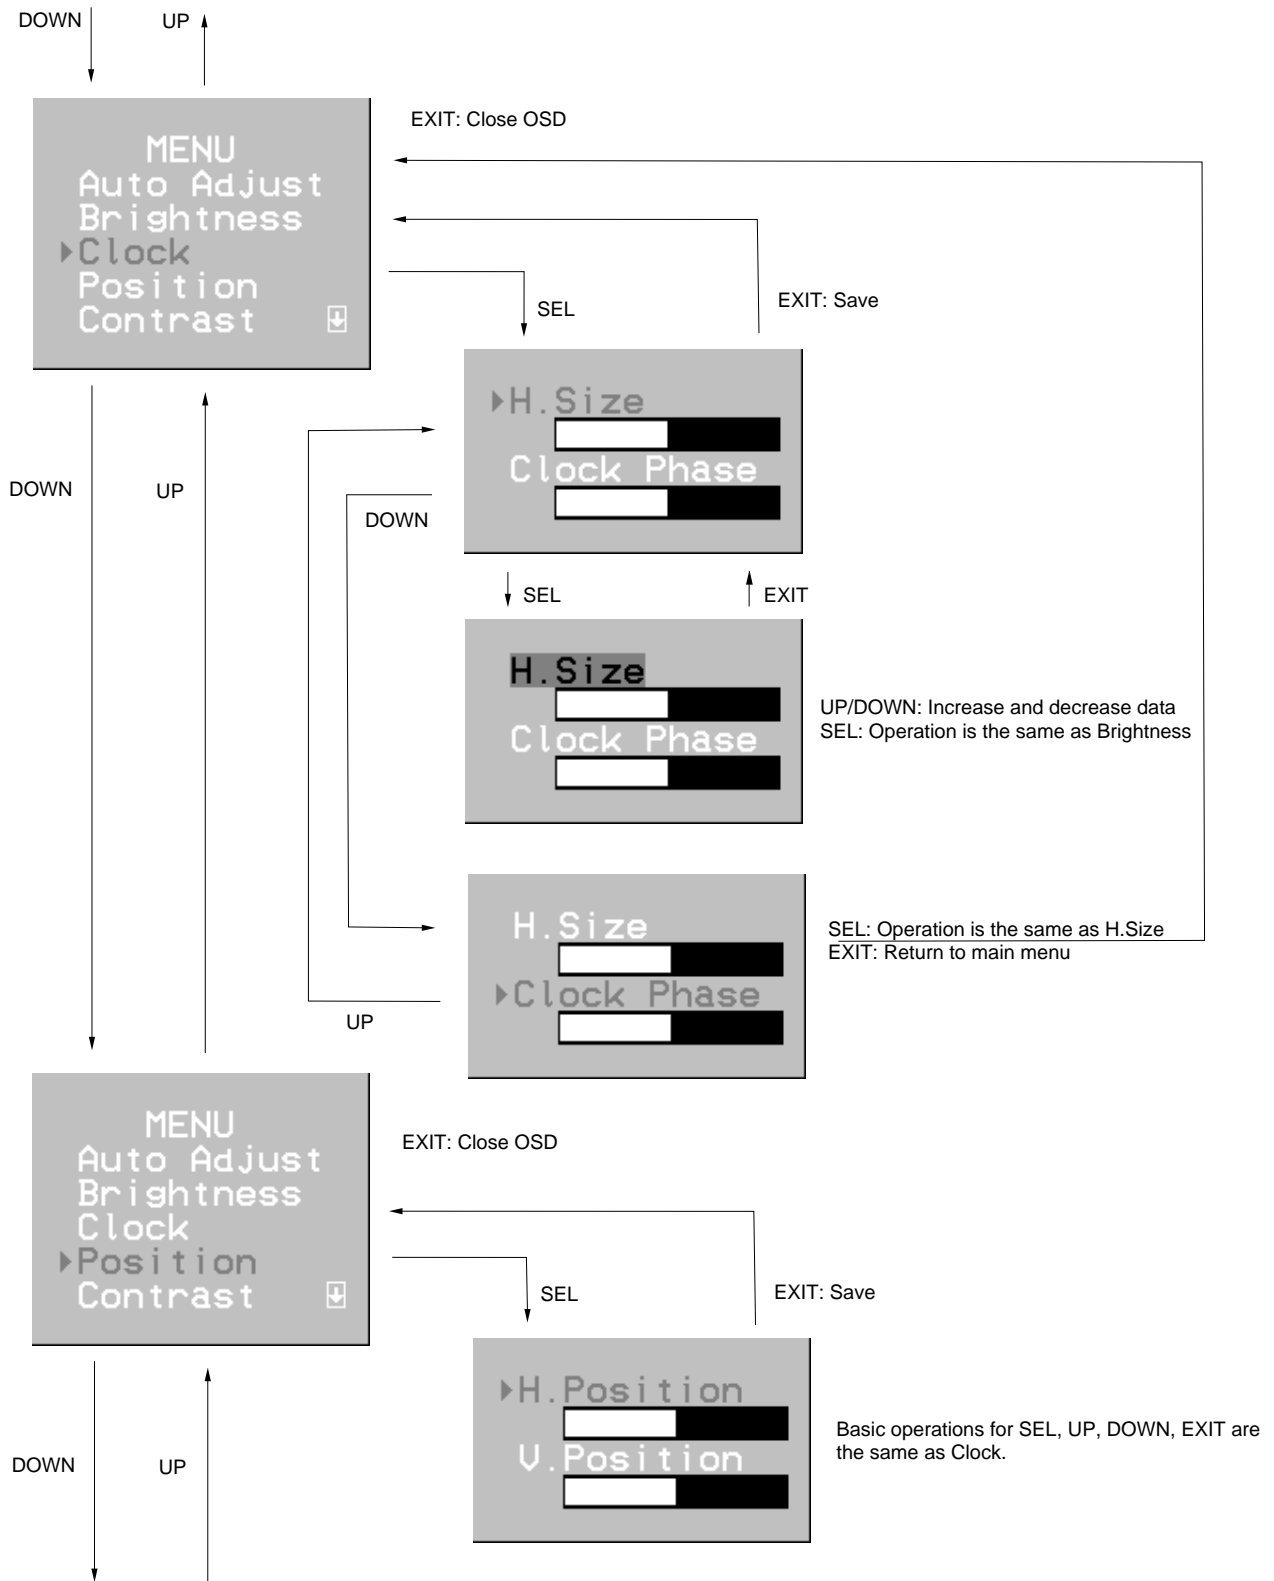 DOWN
UP
EXIT: Close OSD
MENU
Auto Adjust
Brightness
Clock
Position
Contrast
SEL
EXIT: Save
H.Size
Clock Phase
DOWN
UP
DOWN
SEL
EXIT
H.Size
Clock Phase
UP/DOWN: Increase and decrease data
SEL: Operation is the same as Brightness
H.Size
Clock Phase
SEL: Operation is the same as H.Size
EXIT: Return to main menu
UP
MENU
Auto Adjust
Brightness
Clock
Position
Contrast
EXIT: Close OSD
SEL
EXIT: Save
H.Position
V.Position
Basic operations for SEL, UP, DOWN, EXIT are
the same as Clock.
DOWN
UP